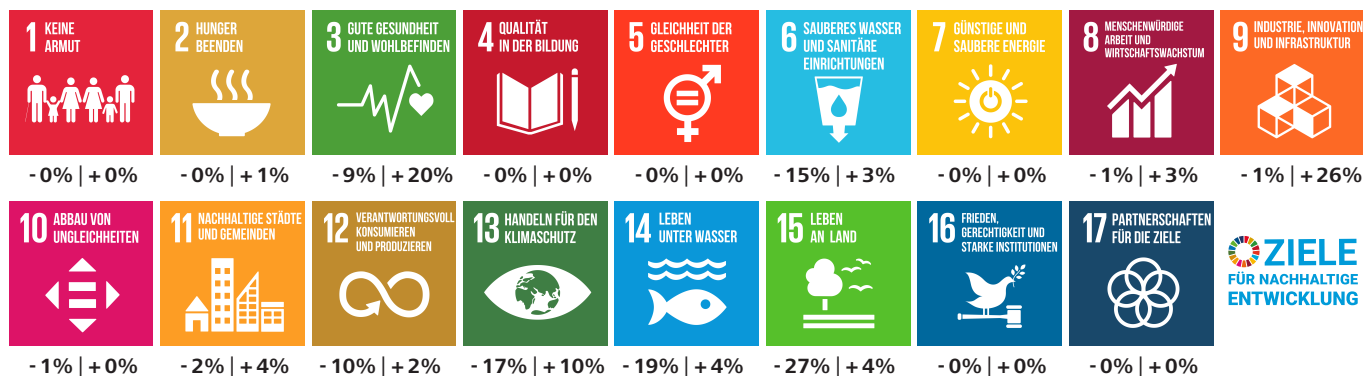 1 KEINE
ARMUT
2 HUNGER
BEENDEN
3 GUTE GESUNDHEIT
UND WOHLBEFINDEN
4 QUALITÄT
IN DER BILDUNG
5 GLEICHHEIT DER
GESCHLECHTER
6 SAUBERES WASSER
UND SANITÄRE
EINRICHTUNGEN
7 GÜNSTIGE UND
SAUBERE ENERGIE
8 MENSCHENWÜRDIGE
ARBEIT UND
WIRTSCHAFTSWACHSTUM
9 INDUSTRIE, INNOVATION
UND INFRASTRUKTUR
-0% | +0%
-0% | +1%
-9% | +20%
-0% | +0%
-0% | +0%
-15% | +3%
-0% | +0%
-1% | +3%
-1% | +26%
10 ABBAU VON
UNGLEICHHEITEN
11 NACHHALTIGE STÄDTE
UND GEMEINDEN
12 VERANTWORTUNGSVOLL
KONSUMIEREN
UND PRODUZIEREN
13 HANDELN FÜR DEN
KLIMASCHUTZ
14 LEBEN
UNTER WASSER
15 LEBEN
AN LAND
16 FRIEDEN,
GERECHTIGKEIT UND
STARKE INSTITUTIONEN
17 PARTNERSCHAFTEN
FÜR DIE ZIELE
ZIELE
FÜR NACHHALTIGE
ENTWICKLUNG
-1% | +0%
-2% | +4%
-10% | +2%
-17% | +10%
-19% | +4%
-27% | +4%
-0% | +0%
-0% | +0%